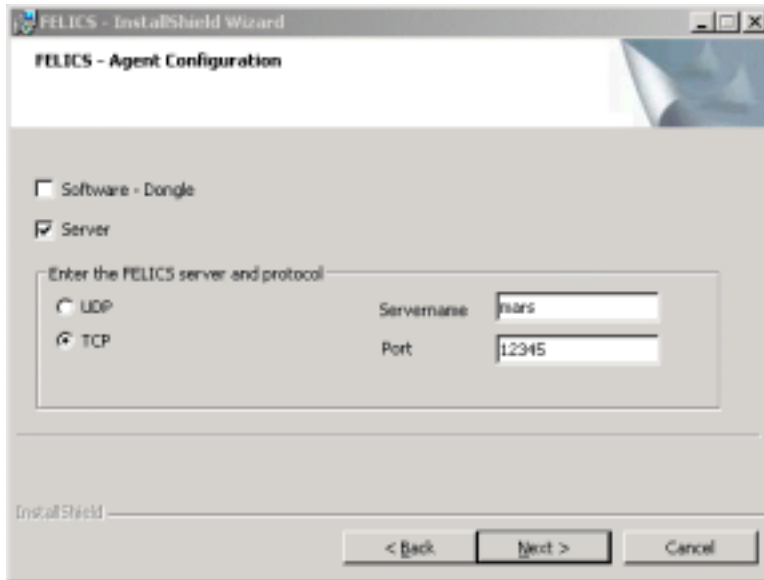 FELICS - InstallShield Wizard
FELICS - Agent Configuration
Software - Dongle
Server
Enter the FELICS server and protocol
UDP
Servername mars
TCP
Port 12345
InstallShield
< Back Next > Cancel